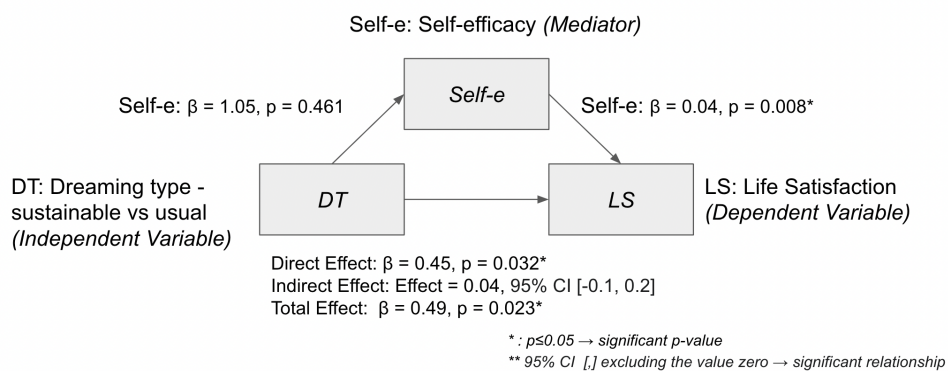 Self-e: Self-efficacy (Mediator)
Self-e
Self-e: β = 1.05, p = 0.461
Self-e: β = 0.04, p = 0.008*
DT: Dreaming type -
sustainable vs usual
(Independent Variable)
DT
LS
LS: Life Satisfaction
(Dependent Variable)
Direct Effect: β = 0.45, p = 0.032*
Indirect Effect: Effect = 0.04, 95% CI [-0.1, 0.2]
Total Effect:  β = 0.49, p = 0.023*
* : p≤0.05 → significant p-value
** 95% CI  [,] excluding the value zero → significant relationship